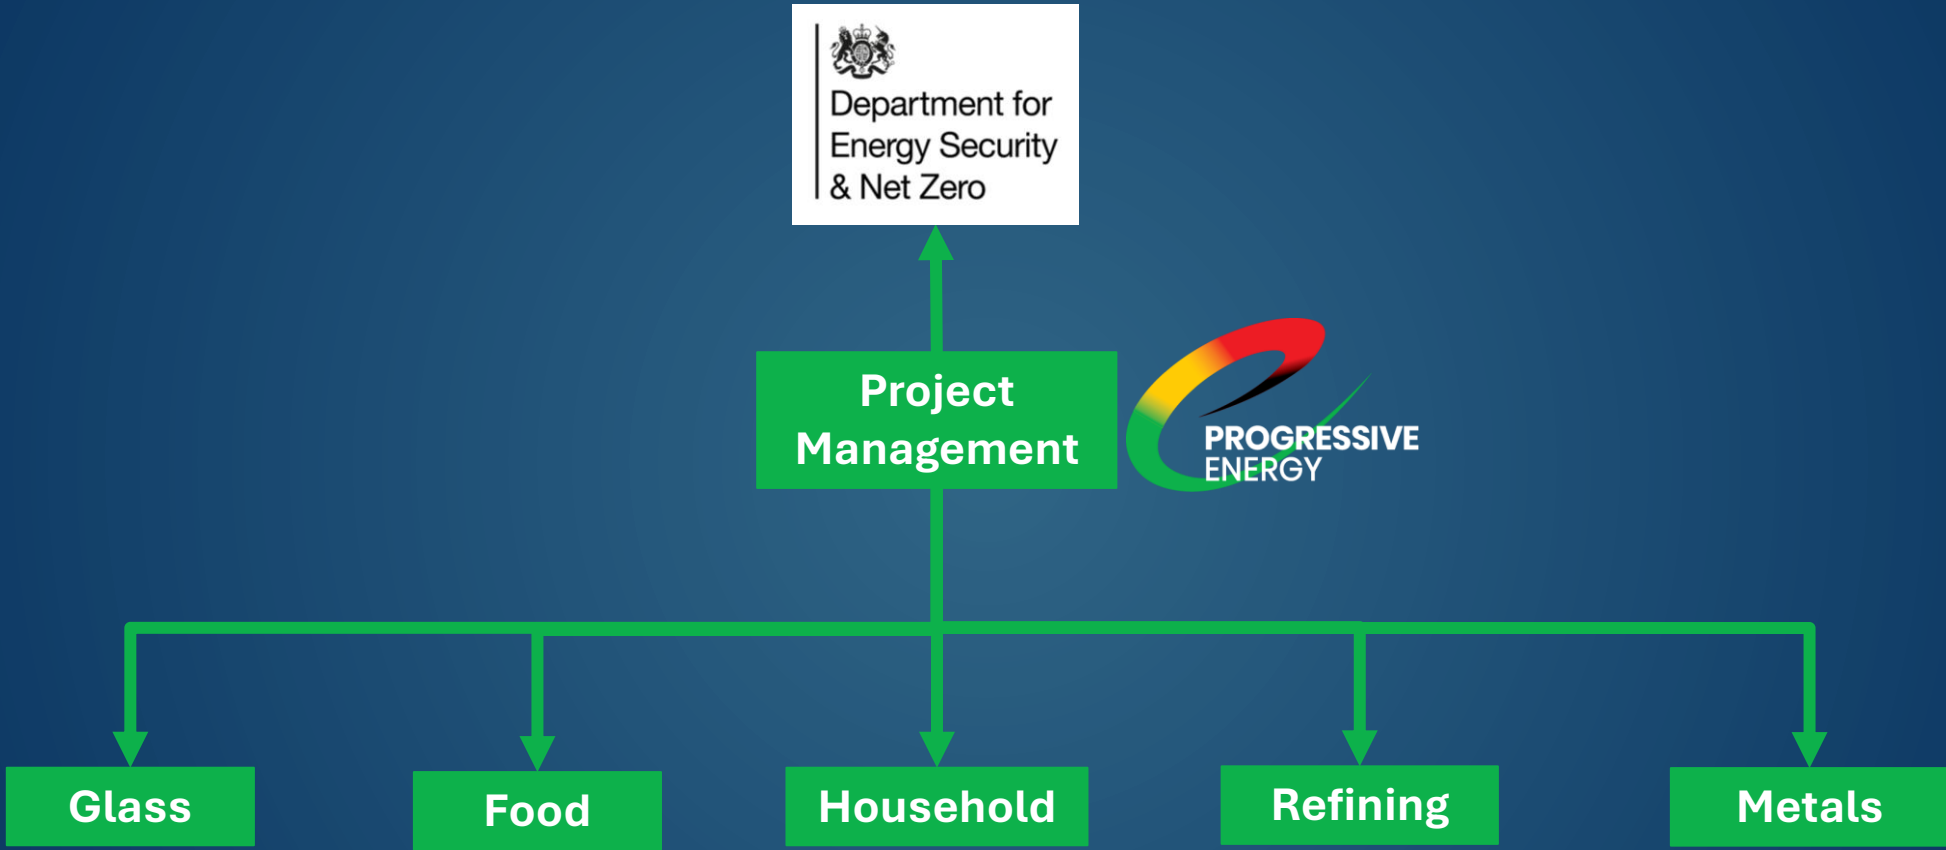 Department for
Energy Security
& Net Zero
Project
Management
PROGRESSIVE
ENERGY
Glass
Food
Household
Refining
Metals